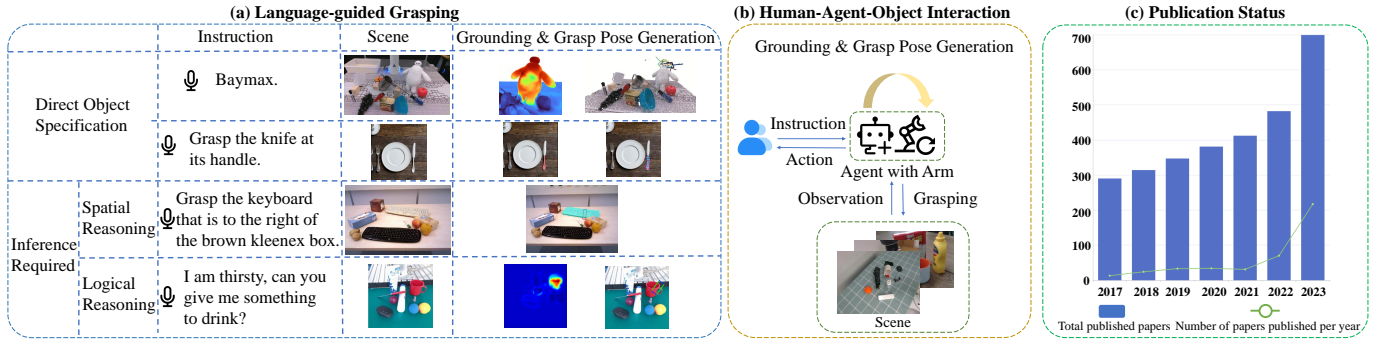 (a) Language-guided Grasping
Instruction
Scene
Grounding & Grasp Pose Generation
Direct Object
Specification
Baymax.
Grasp the knife at
its handle.
Inference
Required
Spatial
Reasoning
Grasp the keyboard
that is to the right of
the brown kleenex box.
Logical
Reasoning
I am thirsty, can you
give me something
to drink?
(b) Human-Agent-Object Interaction
Grounding & Grasp Pose Generation
Instruction
Action
Agent with Arm
Observation
Grasping
Scene
(c) Publication Status
700
600
500
400
300
200
100
0
2017
2018
2019
2020
2021
2022
2023
Total published papers
Number of papers published per year